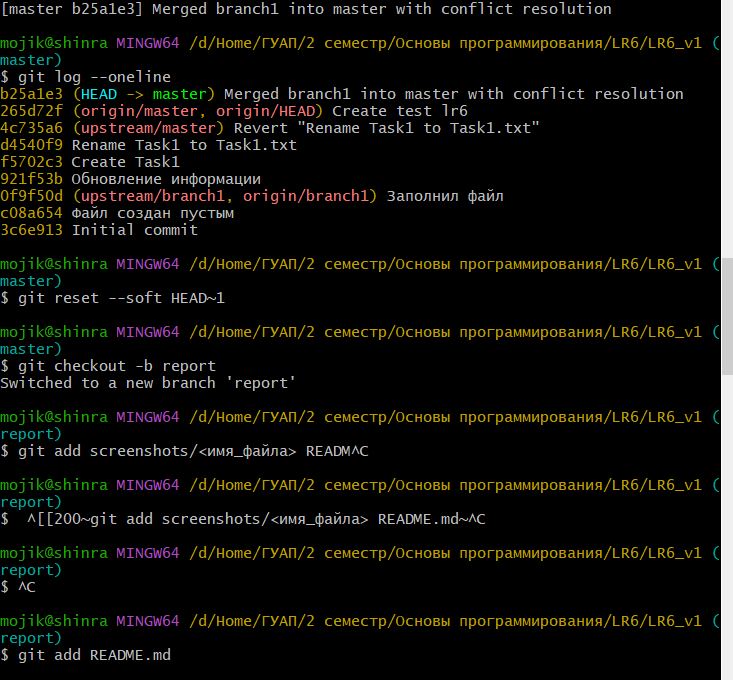 [master b25a1e3] Merged branch1 into master with conflict resolution
mojik@shinra MINGW64 /d/Home/ГУАП/2 семестр/Основы программирования/LR6/LR6_v1 (
master)
$ git log --oneline
b25a1e3 (HEAD -> master) Merged branch1 into master with conflict resolution
265d72f (origin/master, origin/HEAD) Create test lr6
4c735a6 (upstream/master) Revert "Rename Task1 to Task1.txt"
d4540f9 Rename Task1 to Task1.txt
f5702c3 Create Task1
921f53b Обновление информации
0f9f50d (upstream/branch1, origin/branch1) Заполнил файл
c08a654 Файл создан пустым
3c6e913 Initial commit
mojik@shinra MINGW64 /d/Home/ГУАП/2 семестр/Основы программирования/LR6/LR6_v1 (
master)
$ git reset --soft HEAD~1
mojik@shinra MINGW64 /d/Home/ГУАП/2 семестр/Основы программирования/LR6/LR6_v1 (
master)
$ git checkout -b report
Switched to a new branch 'report'
mojik@shinra MINGW64 /d/Home/ГУАП/2 семестр/Основы программирования/LR6/LR6_v1 (
report)
$ git add screenshots/<имя_файла> READM^C
mojik@shinra MINGW64 /d/Home/ГУАП/2 семестр/Основы программирования/LR6/LR6_v1 (
report)
$  ^[[200~git add screenshots/<имя_файла> README.md~^C
mojik@shinra MINGW64 /d/Home/ГУАП/2 семестр/Основы программирования/LR6/LR6_v1 (
report)
$ ^C
mojik@shinra MINGW64 /d/Home/ГУАП/2 семестр/Основы программирования/LR6/LR6_v1 (
report)
$ git add README.md